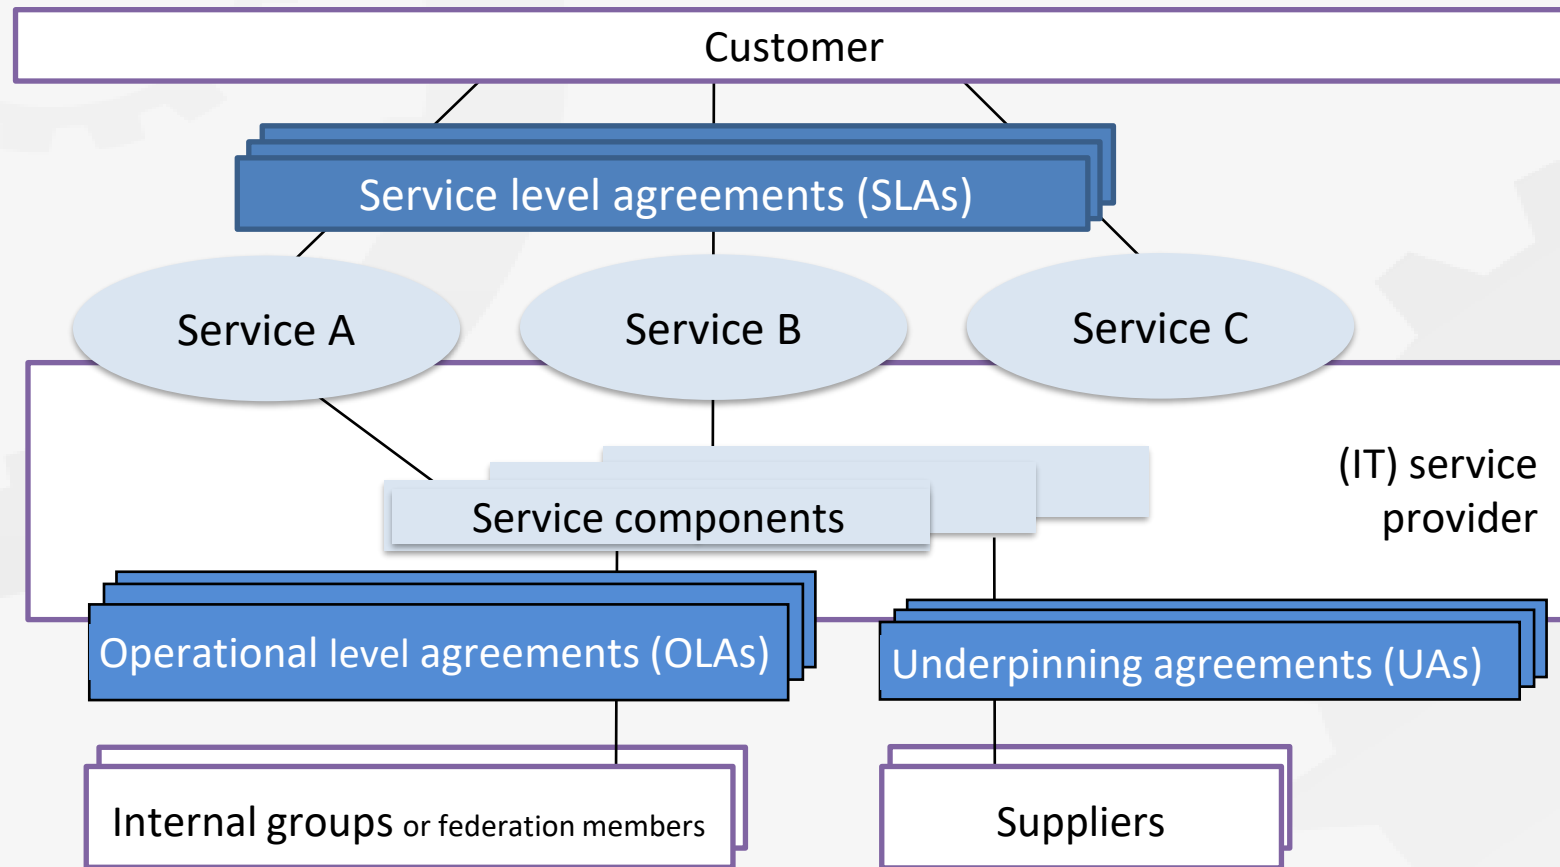 Customer
Service level agreements (SLAs)
Service A
Service B
Service C
(IT) service
provider
Service components
Operational level agreements (OLAs)
Underpinning agreements (UAs)
Internal groups or federation members
Suppliers